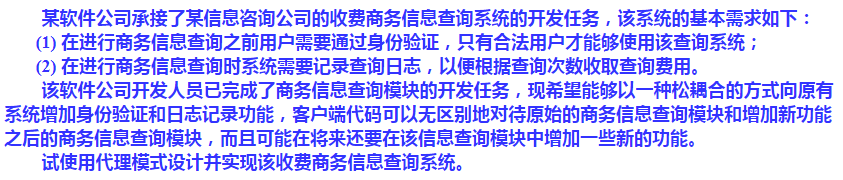 某软件公司承接了某信息咨询公司的收费商务信息查询系统的开发任务，该系统的基本需求如下：
(1) 在进行商务信息查询之前用户需要通过身份验证，只有合法用户才能够使用该查询系统；
(2) 在进行商务信息查询时系统需要记录查询日志，以便根据查询次数收取查询费用。
该软件公司开发人员已完成了商务信息查询模块的开发任务，现希望能够以一种松耦合的方式向原有
系统增加身份验证和日志记录功能，客户端代码可以无区别地对待原始的商务信息查询模块和增加新功能
之后的商务信息查询模块，而且可能在将来还要在该信息查询模块中增加一些新的功能。
试使用代理模式设计并实现该收费商务信息查询系统。